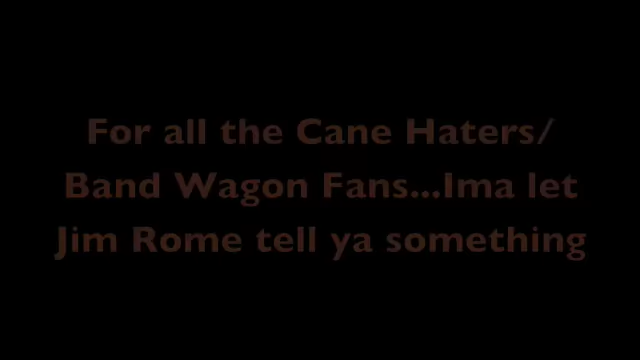 For all the Cane Haters/
Band Wagon Fans...Ima let
Jim Rome tell ya something